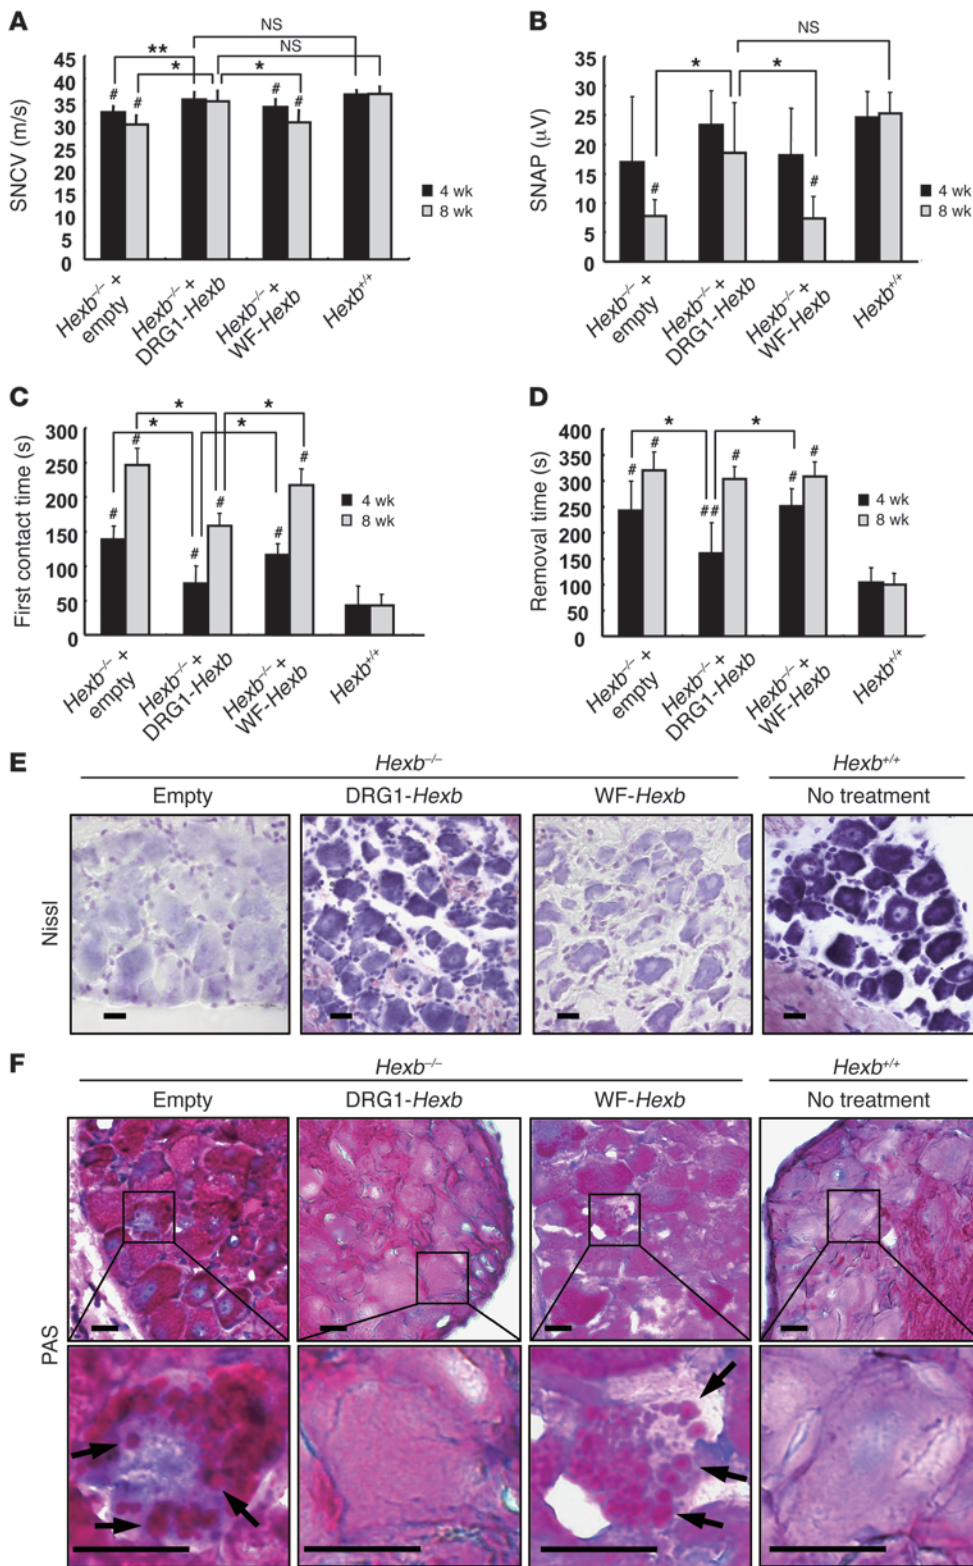 A
B
NS
NS
**
*
*
#
#
#
#
SNCV (m/s)
45
40
35
30
25
20
15
10
5
0
4 wk
8 wk
Hexb–/– + empty
Hexb–/– + DRG1-Hexb
Hexb–/– + WF-Hexb
Hexb+/+
NS
*
*
#
#
SNAP (μV)
35
30
25
20
15
10
5
0
4 wk
8 wk
Hexb–/– + empty
Hexb–/– + DRG1-Hexb
Hexb–/– + WF-Hexb
Hexb+/+
C
D
*
*
*
*
#
#
#
#
#
#
First contact time (s)
300
250
200
150
100
50
0
4 wk
8 wk
Hexb–/– + empty
Hexb–/– + DRG1-Hexb
Hexb–/– + WF-Hexb
Hexb+/+
*
*
#
#
##
#
#
#
Removal time (s)
400
350
300
250
200
150
100
50
0
4 wk
8 wk
Hexb–/– + empty
Hexb–/– + DRG1-Hexb
Hexb–/– + WF-Hexb
Hexb+/+
E
Hexb–/–
Hexb+/+
Empty
DRG1-Hexb
WF-Hexb
No treatment
Nissl
F
Hexb–/–
Hexb+/+
Empty
DRG1-Hexb
WF-Hexb
No treatment
PAS